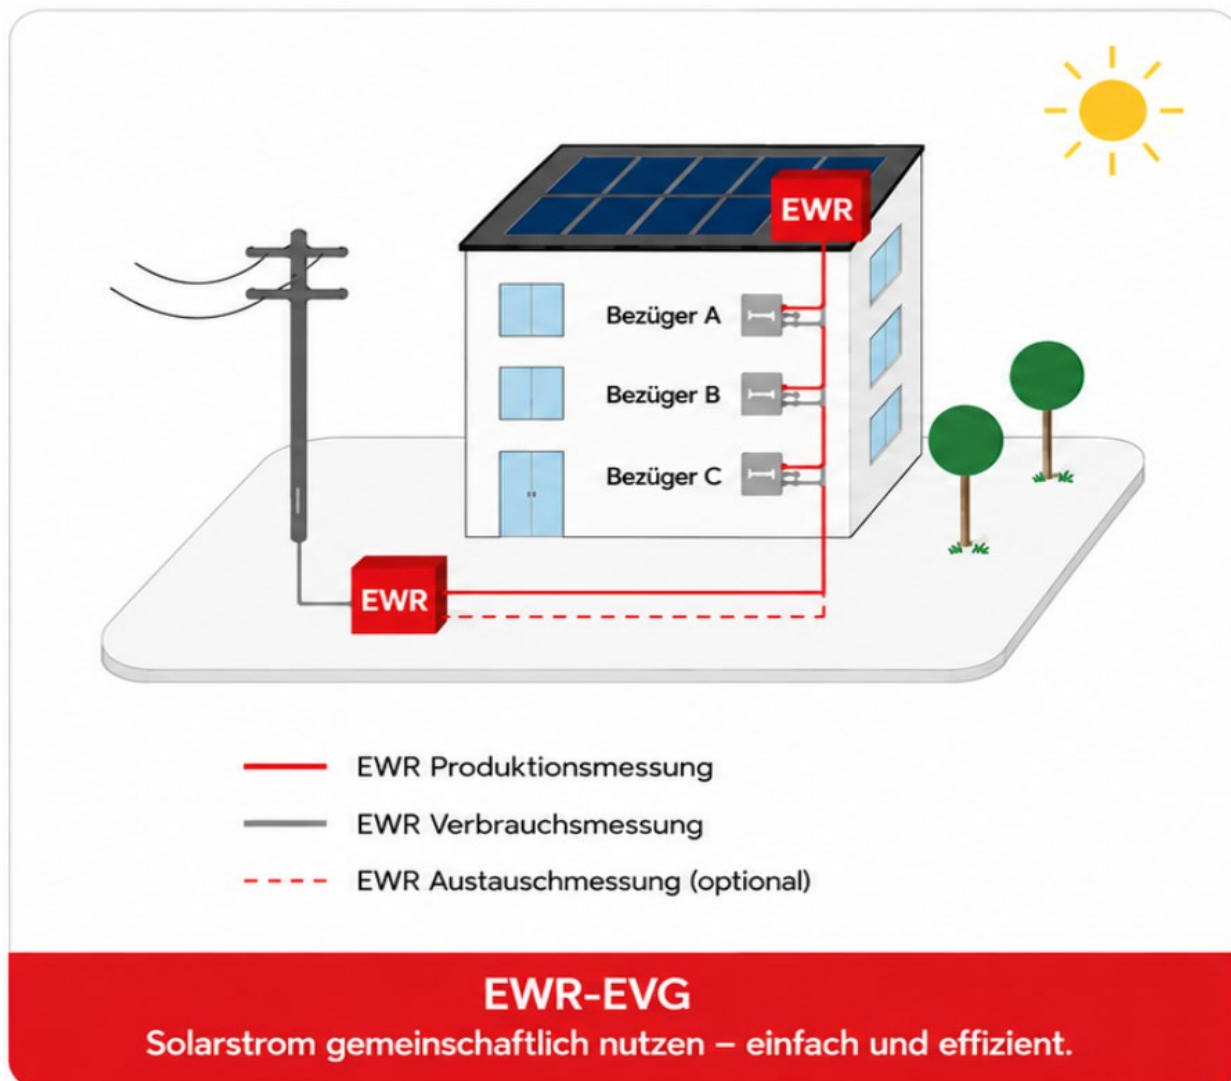 EWR
Bezüger A
Bezüger B
Bezüger C
EWR
EWR Produktionsmessung
EWR Verbrauchsmessung
EWR Austauschmessung (optional)
EWR-EVG
Solarstrom gemeinschaftlich nutzen – einfach und effizient.